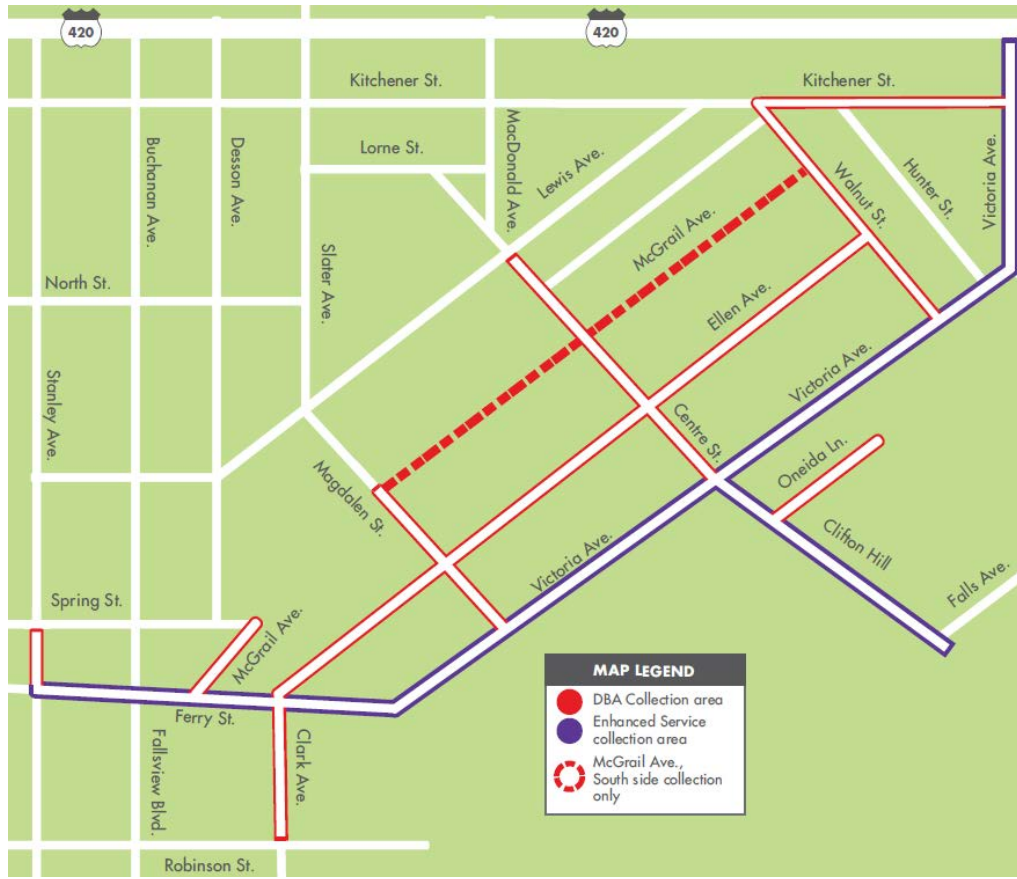 420
420
Kitchener St.
Kitchener St.
Buchanan Ave.
Desson Ave.
Lorne St.
MacDonald Ave.
Lewis Ave.
Walnut St.
Hunter St.
Victoria Ave.
North St.
Slater Ave.
McGrail Ave.
Ellen Ave.
Stanley Ave.
Victoria Ave.
Centre St.
Oneida Ln.
Magdalen St.
Victoria Ave.
Clifton Hill
Falls Ave.
Spring St.
McGrail Ave.
Ferry St.
Fallsview Blvd.
Clark Ave.
Robinson St.
MAP LEGEND
DBA Collection area
Enhanced Service
collection area
McGrail Ave.,
South side collection
only